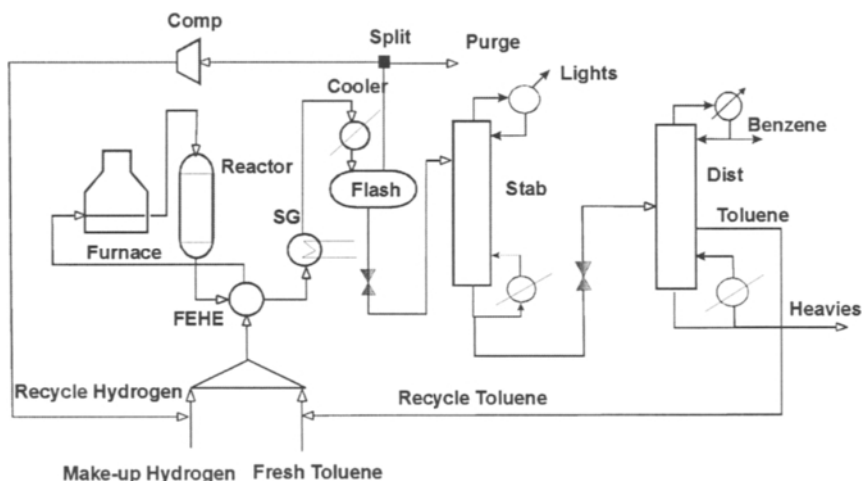 Comp
Split
Purge
Cooler
Lights
Benzene
Reactor
Flash
Stab
Dist
SG
Toluene
Furnace
FEHE
Heavies
Recycle Hydrogen
Recycle Toluene
Make-up Hydrogen
Fresh Toluene